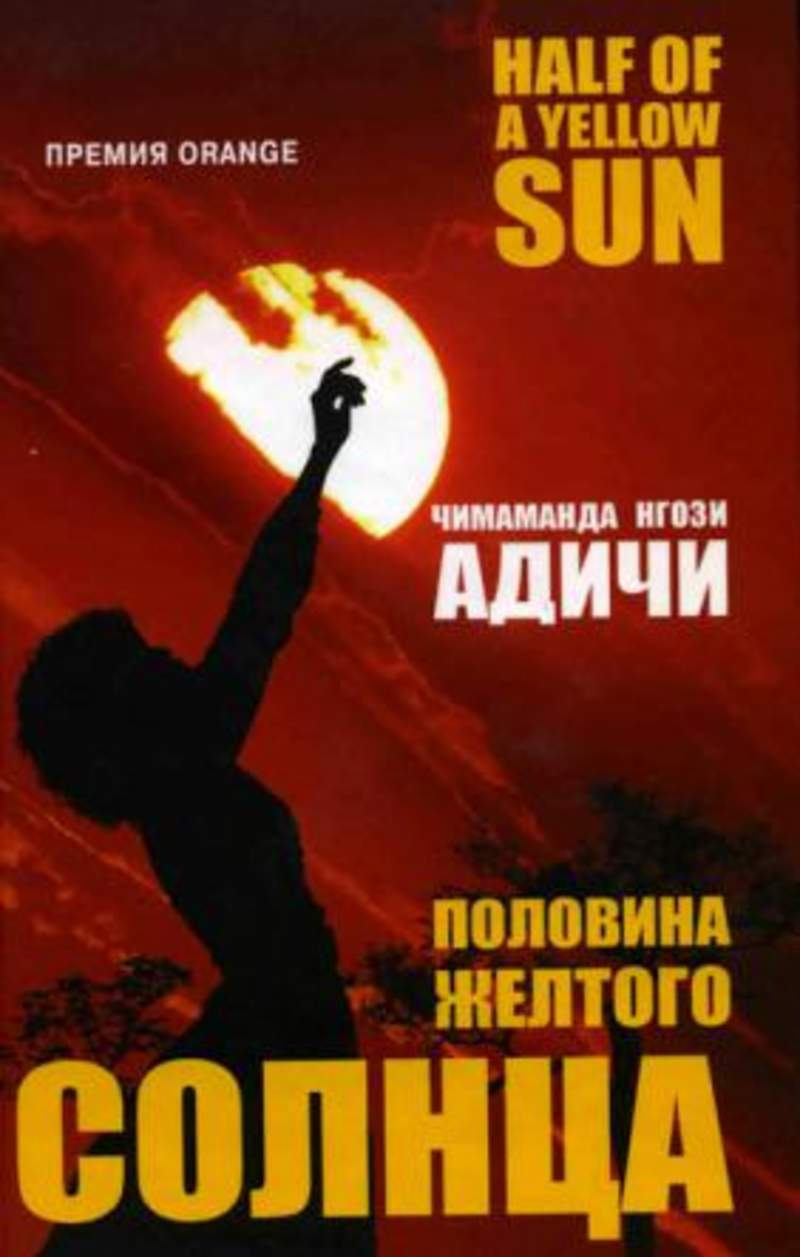 HALF OF
A YELLOW
SUN
ПРЕМИЯ ORANGE
ЧИМАМАНДА НГОЗИ
АДИЧИ
ПОЛОВИНА
ЖЕЛТОГО
СОЛНЦА